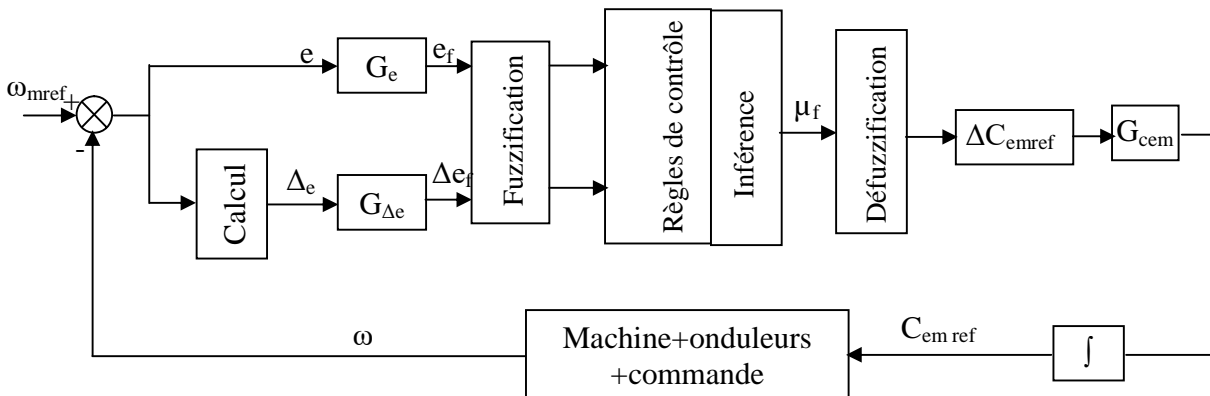 ω_mref
+
-
e
G_e
e_f
Calcul
Δ_e
G_Δe
Δe_f
Fuzzification
Règles de contrôle
Inférence
μ_f
Défuzzification
ΔC_emref
G_cem
ω
Machine+onduleurs
+commande
C_em ref
∫